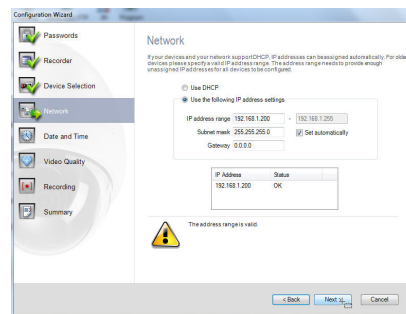 Configuration Wizard
Passwords
Recorder
Device Selection
Network
Date and Time
Video Quality
Recording
Summary
Network
If your devices and your network support DHCP, IP addresses can be assigned automatically. For olde
devices please specify a valid IP address range. The address range needs to provide enough
unassigned IP addresses for all devices to be configured.
Use DHCP
Use the following IP address settings
IP address range 192.168.1.200 - 192.168.1.255
Subnet mask 255.255.255.0 Set automatically
Gateway 0.0.0.0
IP Address Status
192.168.1.200 OK
The address range is valid.
< Back Next > Cancel